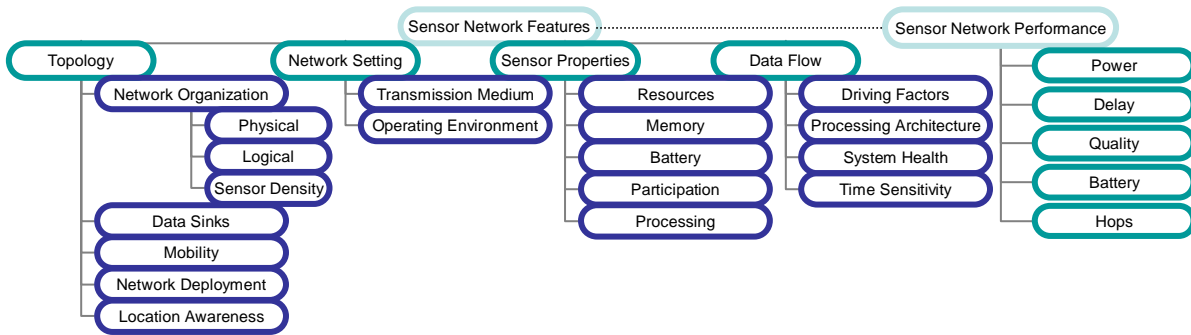 Sensor Network Features
Sensor Network Peformance
Topology
Network Organization
Physical
Logical
Sensor Density
Data Sinks
Mobility
Network Deployment
Location Awareness
Network Setting
Transmission Medium
Operating Environment
Sensor Properties
Resources
Memory
Battery
Participation
Processing
Data Flow
Driving Factors
Processing Architecture
System Health
Time Sensitivity
Power
Delay
Quality
Battery
Hops